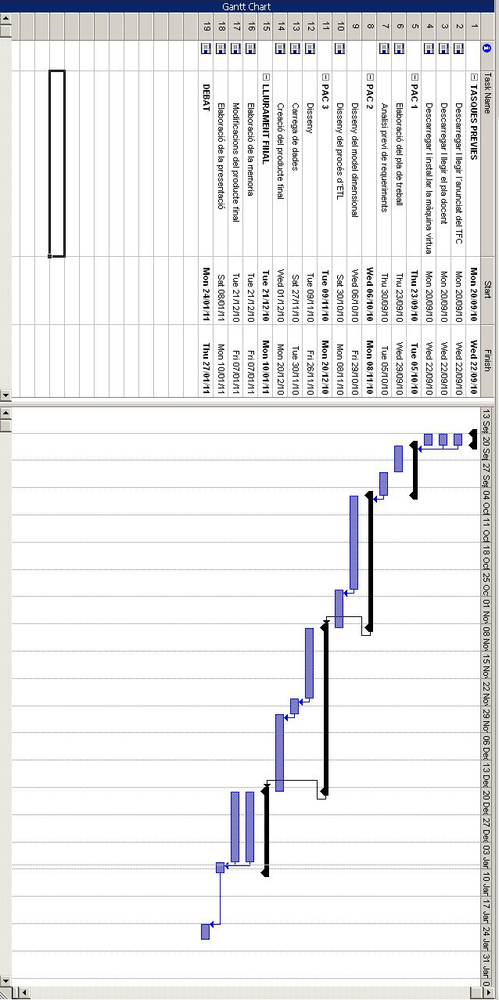 Gantt Chart
Task Name Start Finish
1 TASQUES PREVIES Mon 20/09/10 Wed 22/09/10
2 Descarregar i llegir l´anunciat del TFC Mon 20/09/10 Wed 22/09/10
3 Descarregar i llegir el pla docent Mon 20/09/10 Wed 22/09/10
4 Descarregar i instal.lar la màquina virtua Mon 20/09/10 Wed 22/09/10
5 PAC 1 Thu 23/09/10 Tue 05/10/10
6 Elaboració del pla de treball Thu 23/09/10 Wed 29/09/10
7 Analisi previ de requeriments Thu 30/09/10 Tue 05/10/10
8 PAC 2 Wed 06/10/10 Mon 08/11/10
9 Disseny del model dimensional Wed 06/10/10 Fri 29/10/10
10 Disseny del procés d´ETL Sat 30/10/10 Mon 08/11/10
11 PAC 3 Tue 09/11/10 Mon 20/12/10
12 Disseny Tue 09/11/10 Fri 26/11/10
13 Carrega de dades Sat 27/11/10 Tue 30/11/10
14 Creació del producte final Wed 01/12/10 Mon 20/12/10
15 LLIURAMENT FINAL Tue 21/12/10 Mon 10/01/11
16 Elaboració de la memoria Tue 21/12/10 Fri 07/01/11
17 Modificacions del producte final Tue 21/12/10 Fri 07/01/11
18 Elaboració de la presentació Sat 08/01/11 Mon 10/01/11
19 DEBAT Mon 24/01/11 Thu 27/01/11
13 Sep 20 Sep 27 Sep 04 Oct 11 Oct 18 Oct 25 Oct 01 Nov 08 Nov 15 Nov 22 Nov 29 Nov 06 Dec 13 Dec 20 Dec 27 Dec 03 Jan 10 Jan 17 Jan 24 Jan 31 Jan 0